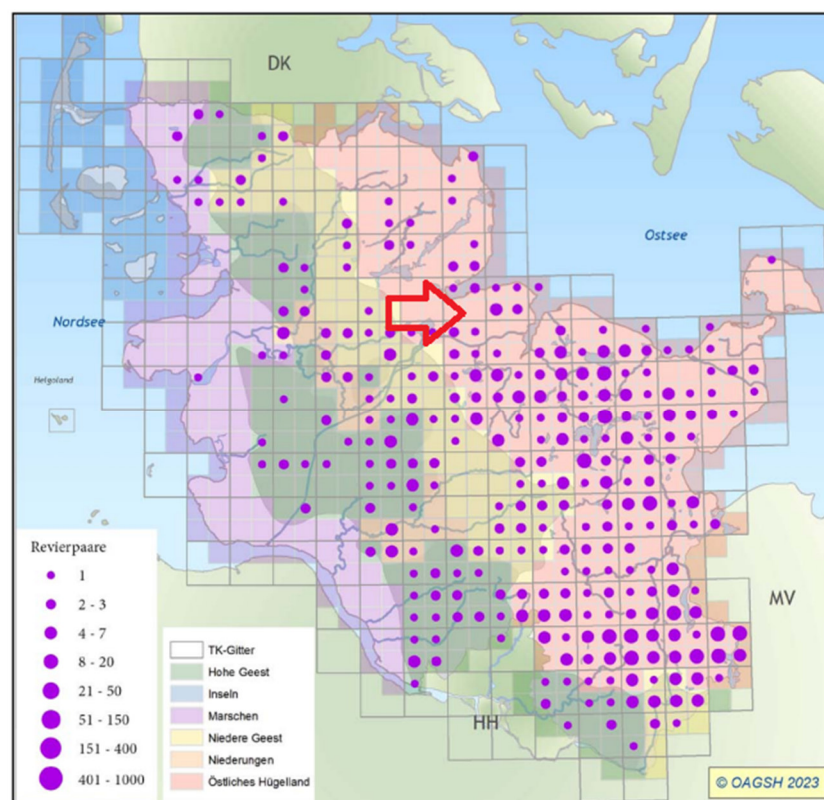 DK
Ostsee
Nordsee
Helgoland
Revierpaare
1
2 - 3
4 - 7
8 - 20
21 - 50
51 - 150
151 - 400
401 - 1000
TK-Gitter
Hohe Geest
Inseln
Marschen
Niedere Geest
Niederungen
Östliches Hügelland
MV
HH
© OAGSH 2023